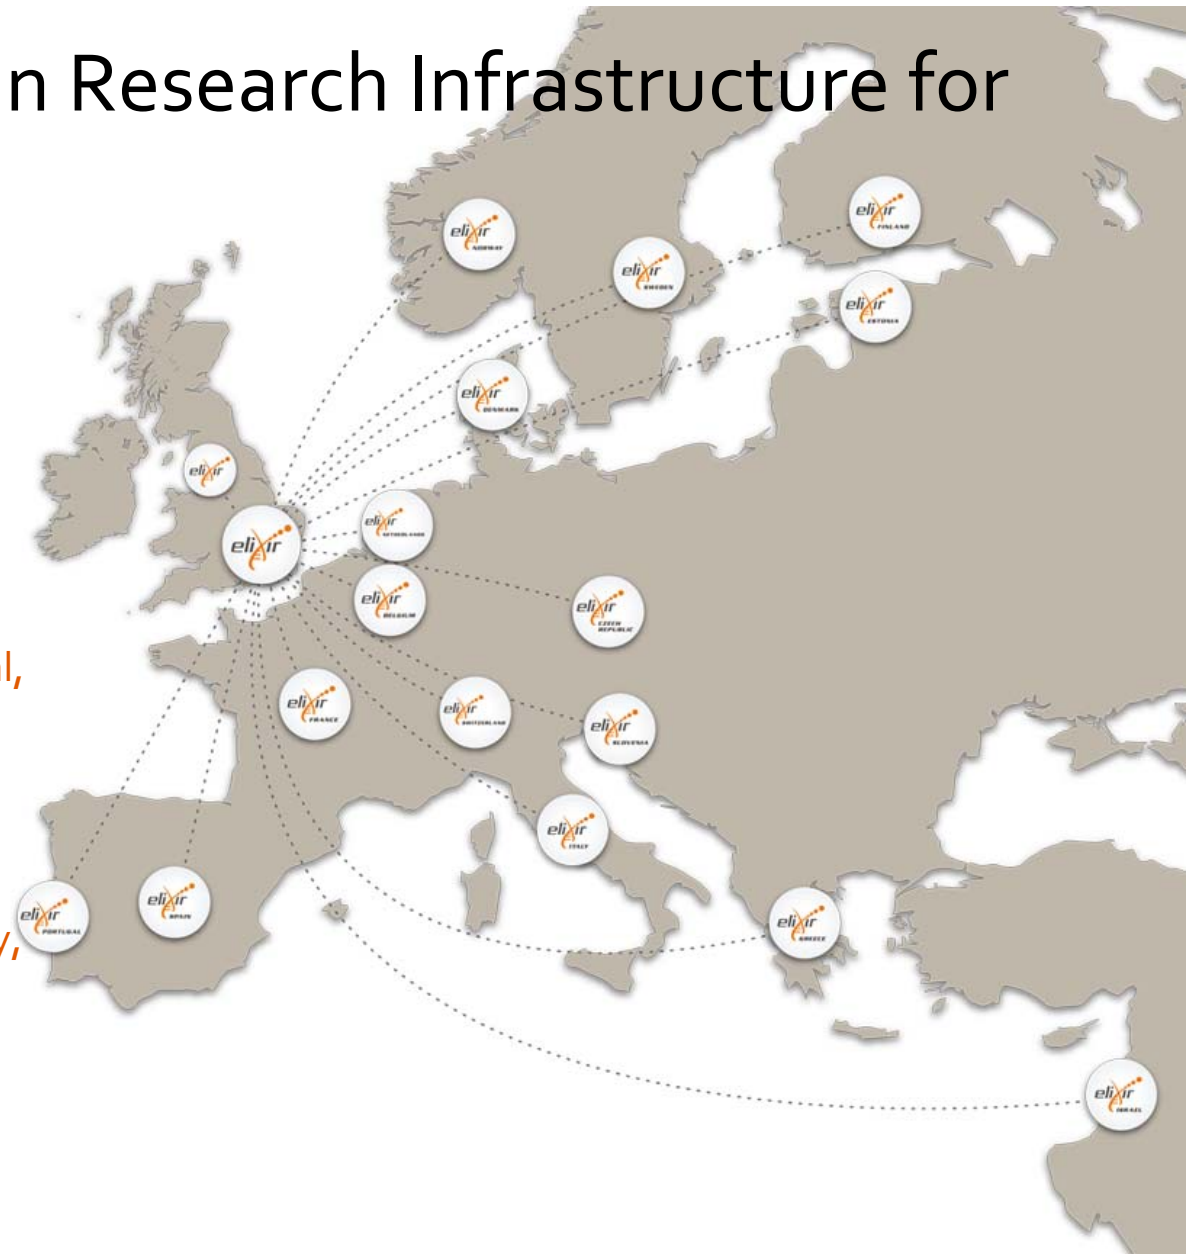 n Research Infrastructure for
elixir
NORWAY
elixir
FINLAND
elixir
SWEDEN
elixir
ESTONIA
elixir
DENMARK
elixir
elixir
NETHERLANDS
elixir
elixir
BELGIUM
elixir
CZECH
REPUBLIC
l,
elixir
FRANCE
elixir
SWITZERLAND
elixir
SLOVENIA
elixir
ITALY
elixir
SPAIN
elixir
PORTUGAL
elixir
GREECE
y,
elixir
ISRAEL